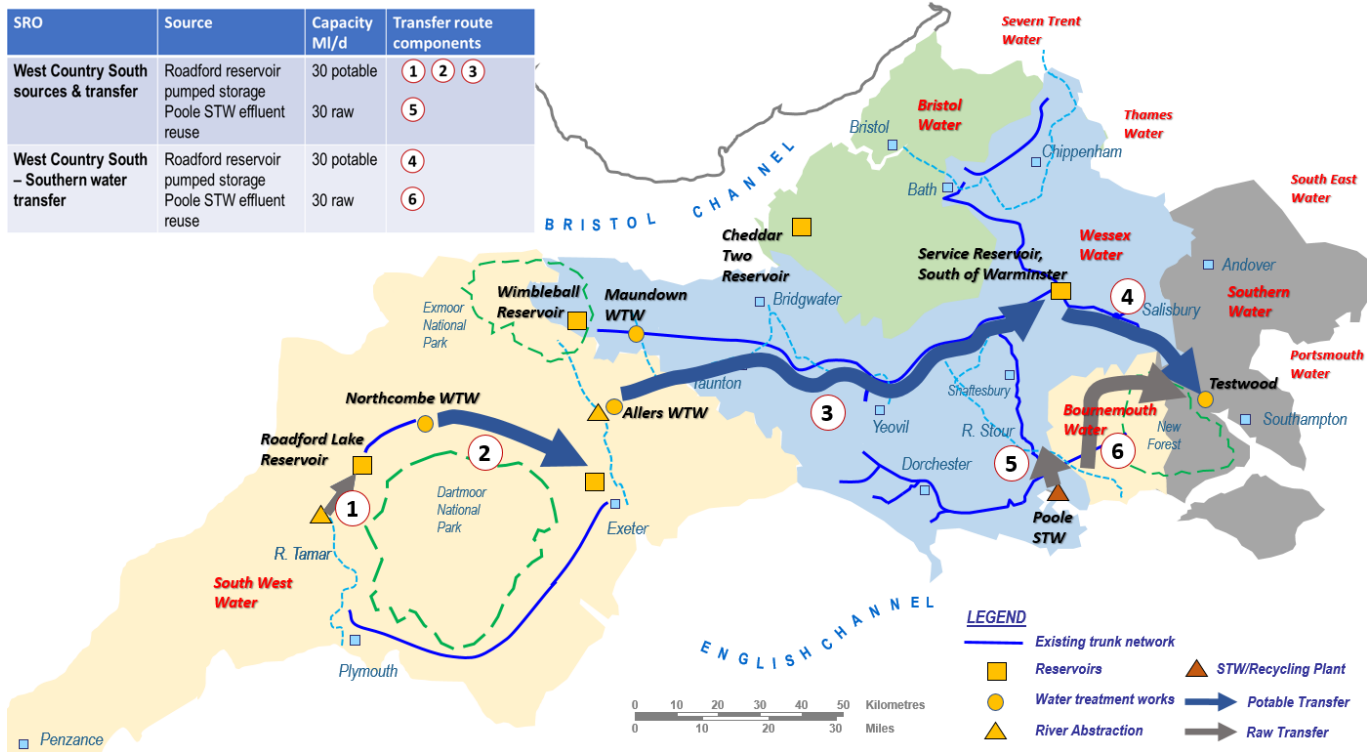 SRO Source Capacity Ml/d Transfer route components
West Country South sources & transfer
Roadford reservoir pumped storage
30 potable
1 2 3
Poole STW effluent reuse
30 raw
5
West Country South – Southern water transfer
Roadford reservoir pumped storage
30 potable
4
Poole STW effluent reuse
30 raw
6
Severn Trent
Water
Bristol
Water
Thames
Water
Bristol
Chippenham
South East
Water
Bath
BRISTOL CHANNEL
Cheddar
Two
Reservoir
Service Reservoir,
South of Warminster
Wessex
Water
Andover
Southern
Water
Wimbleball
Reservoir
Maundown
WTW
Bridgwater
Exmoor
National
Park
4
Salisbury
Portsmouth
Water
Taunton
Shaftesbury
Testwood
Northcombe WTW
Allers WTW
3
Yeovil
Bournemouth
Water
New
Forest
Southampton
Roadford Lake
Reservoir
2
R. Stour
6
5
Dorchester
1
Dartmoor
National
Park
Exeter
Poole
STW
R. Tamar
South West
Water
Plymouth
Penzance
ENGLISH CHANNEL
LEGEND
Existing trunk network
Reservoirs
STW/Recycling Plant
Water treatment works
Potable Transfer
River Abstraction
Raw Transfer
0 10 20 30 40 50 Kilometres
0 10 20 30 Miles